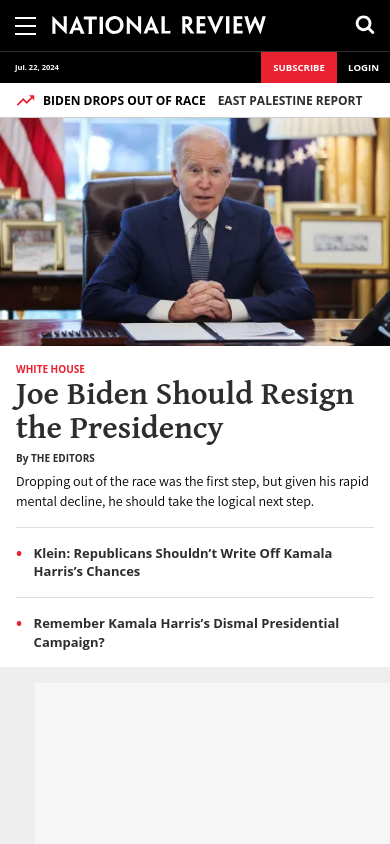 NATIONAL REVIEW
Jul. 22, 2024
SUBSCRIBE
LOGIN
BIDEN DROPS OUT OF RACE
EAST PALESTINE REPORT
WHITE HOUSE
Joe Biden Should Resign
the Presidency
By THE EDITORS
Dropping out of the race was the first step, but given his rapid
mental decline, he should take the logical next step.
• Klein: Republicans Shouldn’t Write Off Kamala
Harris’s Chances
• Remember Kamala Harris’s Dismal Presidential
Campaign?